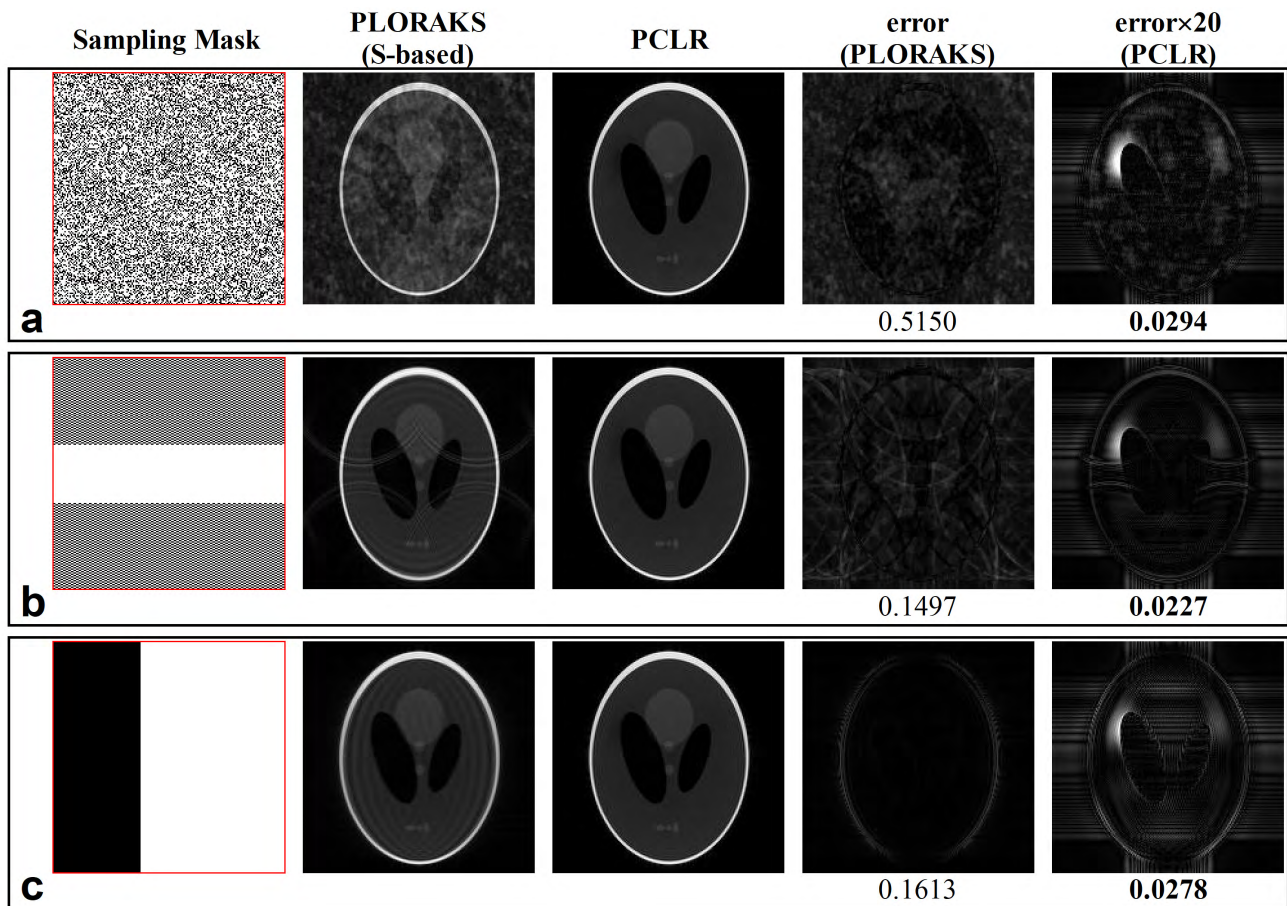 Sampling Mask
PLORAKS
(S-based)
PCLR
error
(PLORAKS)
error×20
(PCLR)
a
0.5150
0.0294
b
0.1497
0.0227
c
0.1613
0.0278